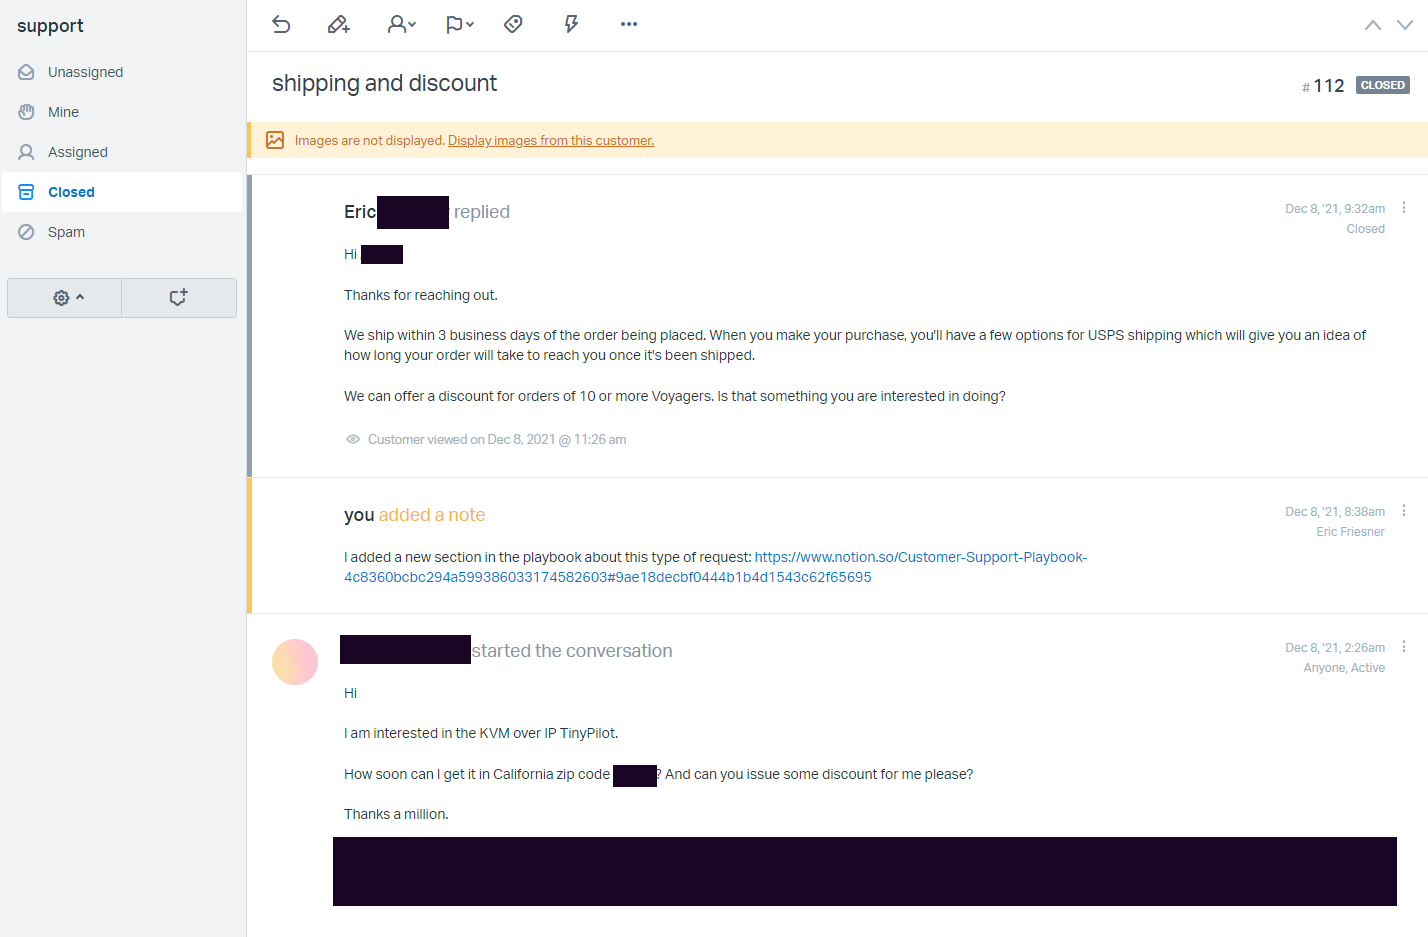 support
Unassigned
Mine
Assigned
Closed
Spam
shipping and discount
# 112 CLOSED
Images are not displayed. Display images from this customer.
Eric replied
Dec 8, '21, 9:32am
Closed
Hi
Thanks for reaching out.
We ship within 3 business days of the order being placed. When you make your purchase, you'll have a few options for USPS shipping which will give you an idea of
how long your order will take to reach you once it's been shipped.
We can offer a discount for orders of 10 or more Voyagers. Is that something you are interested in doing?
Customer viewed on Dec 8, 2021 @ 11:26 am
you added a note
Dec 8, '21, 8:38am
Eric Friesner
I added a new section in the playbook about this type of request: https://www.notion.so/Customer-Support-Playbook-
4c8360bcbc294a599386033174582603#9ae18decbf0444b1b4d1543c62f65695
started the conversation
Dec 8, '21, 2:26am
Anyone, Active
Hi
I am interested in the KVM over IP TinyPilot.
How soon can I get it in California zip code ? And can you issue some discount for me please?
Thanks a million.